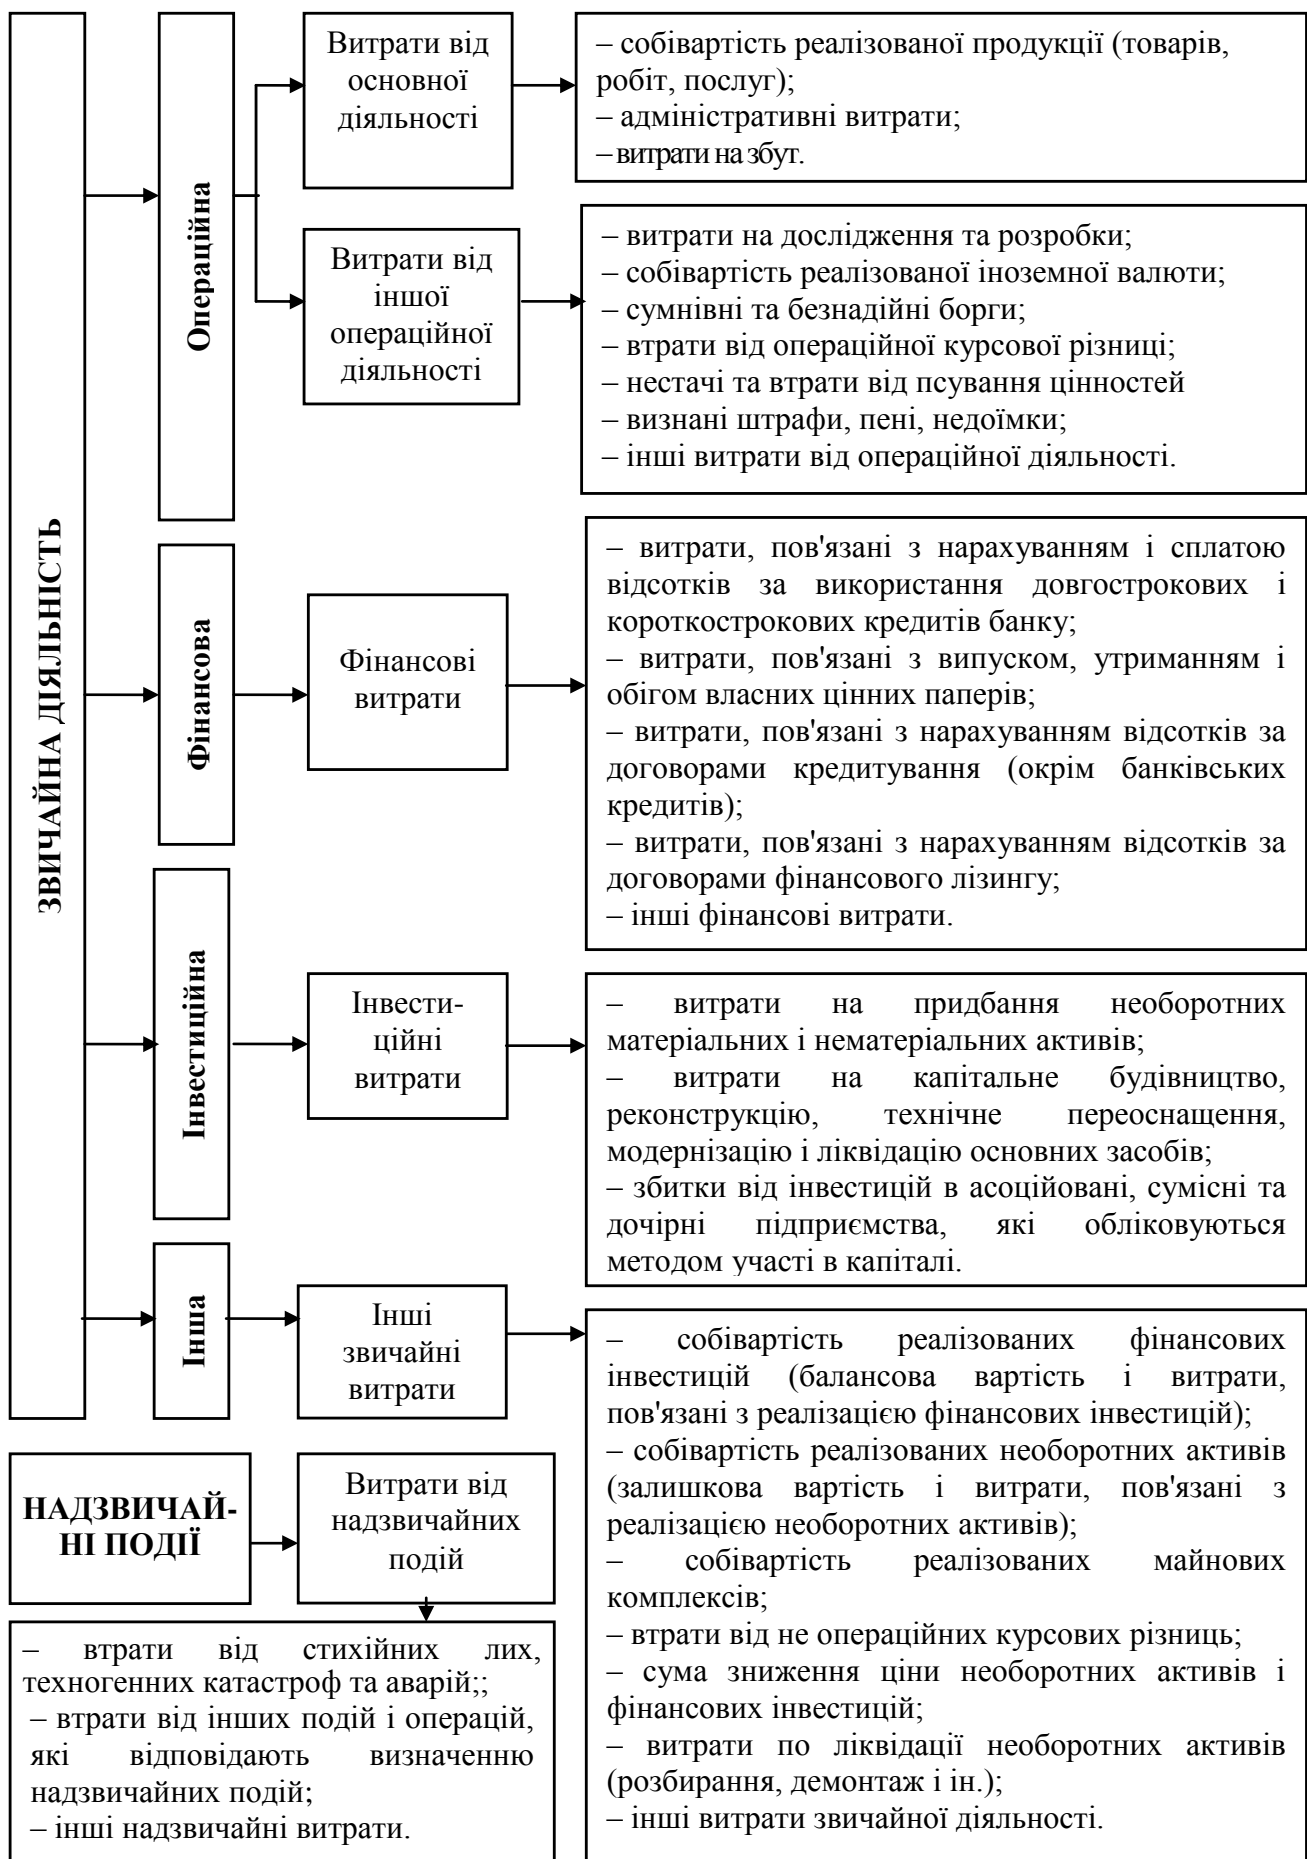 ЗВИЧАЙНА ДІЯЛЬНІСТЬ
Операційна
Витрати від
основної
діяльності
– собівартість реалізованої продукції (товарів,
робіт, послуг);
– адміністративні витрати;
– витрати на збут.
Витрати від
іншої
операційної
діяльності
– витрати на дослідження та розробки;
– собівартість реалізованої іноземної валюти;
– сумнівні та безнадійні борги;
– втрати від операційної курсової різниці;
– нестачі та втрати від псування цінностей
– визнані штрафи, пені, недоїмки;
– інші витрати від операційної діяльності.
Фінансова
Фінансові
витрати
– витрати, пов'язані з нарахуванням і сплатою
відсотків за використання довгострокових і
короткострокових кредитів банку;
– витрати, пов'язані з випуском, утриманням і
обігом власних цінних паперів;
– витрати, пов'язані з нарахуванням відсотків за
договорами кредитування (окрім банківських
кредитів);
– витрати, пов'язані з нарахуванням відсотків за
договорами фінансового лізингу;
– інші фінансові витрати.
Інвестиційна
Інвести-
ційні
витрати
– витрати на придбання необоротних
матеріальних і нематеріальних активів;
– витрати на капітальне будівництво,
реконструкцію, технічне переоснащення,
модернізацію і ліквідацію основних засобів;
– збитки від інвестицій в асоційовані, сумісні та
дочірні підприємства, які обліковуються
методом участі в капіталі.
Інша
Інші
звичайні
витрати
– собівартість реалізованих фінансових
інвестицій (балансова вартість і витрати,
пов'язані з реалізацією фінансових інвестицій);
– собівартість реалізованих необоротних активів
(залишкова вартість і витрати, пов'язані з
реалізацією необоротних активів);
– собівартість реалізованих майнових
комплексів;
– втрати від не операційних курсових різниць;
– сума зниження ціни необоротних активів і
фінансових інвестицій;
– витрати по ліквідації необоротних активів
(розбирання, демонтаж і ін.);
– інші витрати звичайної діяльності.
НАДЗВИЧАЙ-
НІ ПОДІЇ
Витрати від
надзвичайних
подій
– втрати від стихійних лих,
техногенних катастроф та аварій;;
– втрати від інших подій і операцій,
які відповідають визначенню
надзвичайних подій;
– інші надзвичайні витрати.